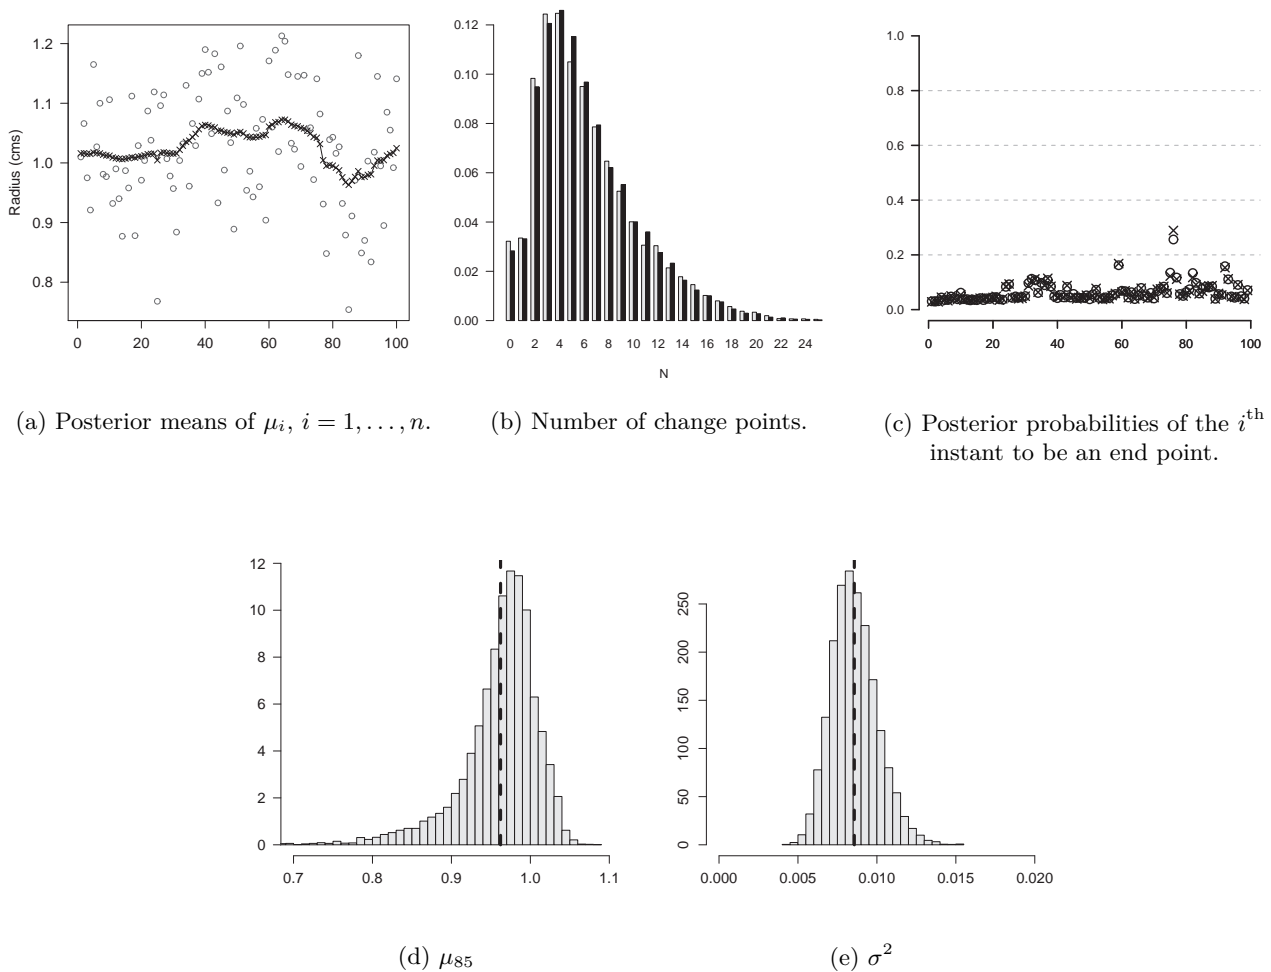 1.2
1.1
1.0
0.9
0.8
Radius (cms)
0 20 40 60 80 100
(a) Posterior means of μi, i = 1, . . . , n.
0.12
0.10
0.08
0.06
0.04
0.02
0.00
0 2 4 6 8 10 12 14 16 18 20 22 24
N
(b) Number of change points.
1.0
0.8
0.6
0.4
0.2
0.0
0 20 40 60 80 100
(c) Posterior probabilities of the ith
instant to be an end point.
12
10
8
6
4
2
0
0.7 0.8 0.9 1.0 1.1
(d) μ85
250
200
150
100
50
0
0.000 0.005 0.010 0.015 0.020
(e) σ2